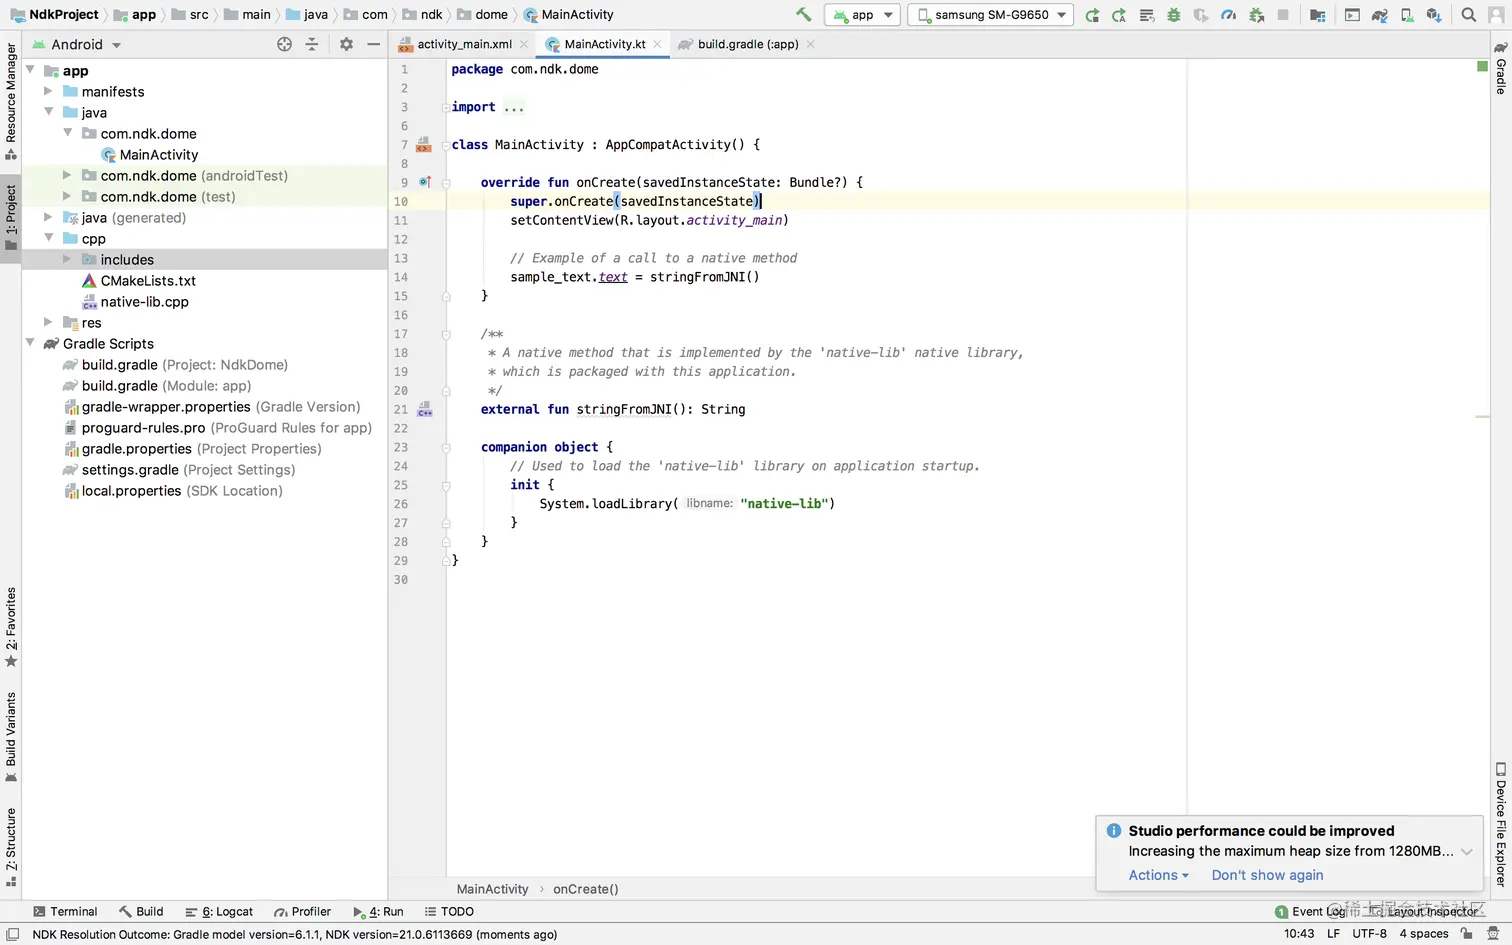 NdkProject app src main java com ndk dome MainActivity app samsung SM-G9650
Resource Manager
1: Project
2: Favorites
Build Variants
Z: Structure
Android
app
manifests
java
com.ndk.dome
MainActivity
com.ndk.dome (androidTest)
com.ndk.dome (test)
java (generated)
cpp
includes
CMakeLists.txt
native-lib.cpp
res
Gradle Scripts
build.gradle (Project: NdkDome)
build.gradle (Module: app)
gradle-wrapper.properties (Gradle Version)
proguard-rules.pro (ProGuard Rules for app)
gradle.properties (Project Properties)
settings.gradle (Project Settings)
local.properties (SDK Location)
activity_main.xml MainActivity.kt build.gradle (:app)
1 package com.ndk.dome
2
3 import ...
6
7 class MainActivity : AppCompatActivity() {
8
9 override fun onCreate(savedInstanceState: Bundle?) {
10 super.onCreate(savedInstanceState)
11 setContentView(R.layout.activity_main)
12
13 // Example of a call to a native method
14 sample_text.text = stringFromJNI()
15 }
16
17 /**
18 * A native method that is implemented by the 'native-lib' native library,
19 * which is packaged with this application.
20 */
21 external fun stringFromJNI(): String
22
23 companion object {
24 // Used to load the 'native-lib' library on application startup.
25 init {
26 System.loadLibrary( libname: "native-lib")
27 }
28 }
29 }
30
Gradle
Device File Explorer
Studio performance could be improved
Increasing the maximum heap size from 1280MB...
Actions Don't show again
MainActivity › onCreate()
Terminal Build 6: Logcat Profiler 4: Run TODO 1 Event Log Layout Inspector
@稀土掘金技术社区
NDK Resolution Outcome: Gradle model version=6.1.1, NDK version=21.0.6113669 (moments ago) 10:43 LF UTF-8 4 spaces